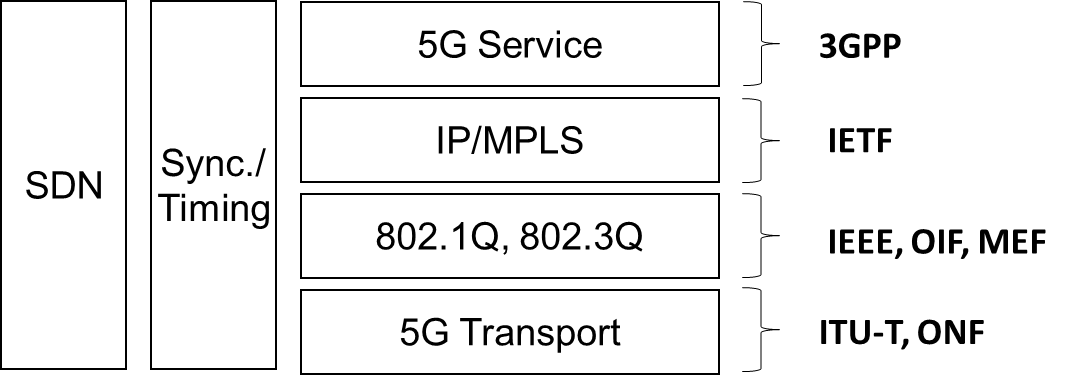 SDN
Sync./
Timing
5G Service
3GPP
IP/MPLS
IETF
802.1Q, 802.3Q
IEEE, OIF, MEF
5G Transport
ITU-T, ONF